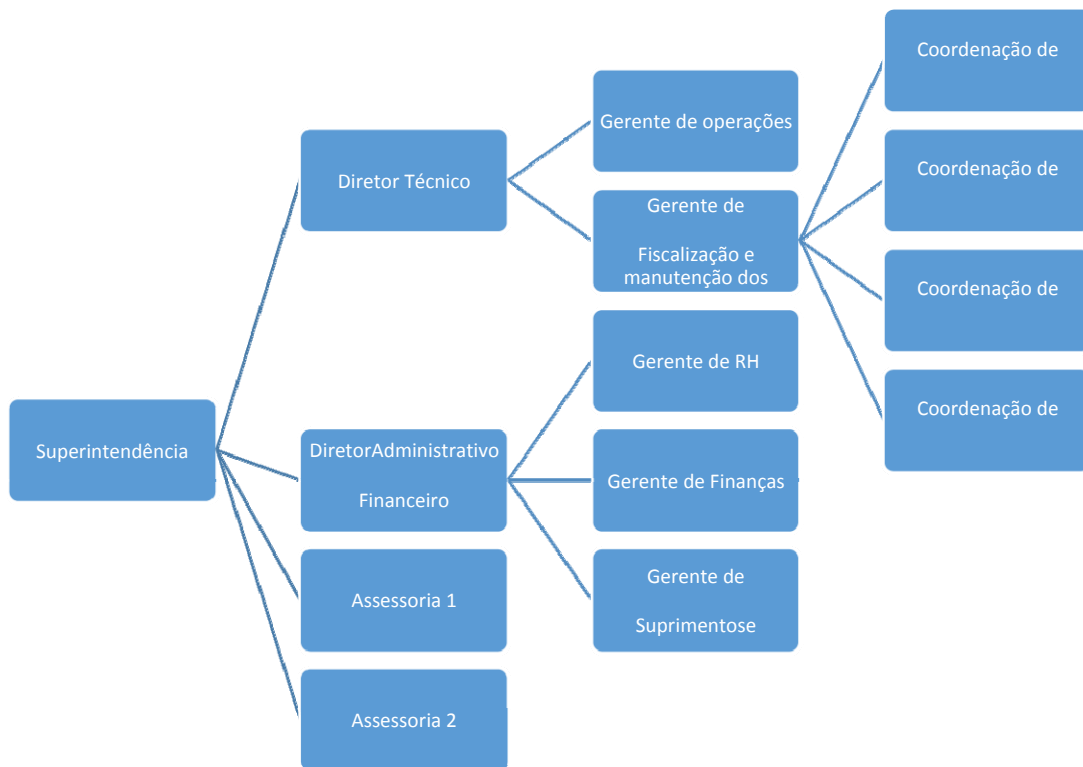 Superintendência
Diretor Técnico
DiretorAdministrativo
Financeiro
Assessoria 1
Assessoria 2
Gerente de operações
Gerente de
Fiscalização e
manutenção dos
Gerente de RH
Gerente de Finanças
Gerente de
Suprimentose
Coordenação de
Coordenação de
Coordenação de
Coordenação de